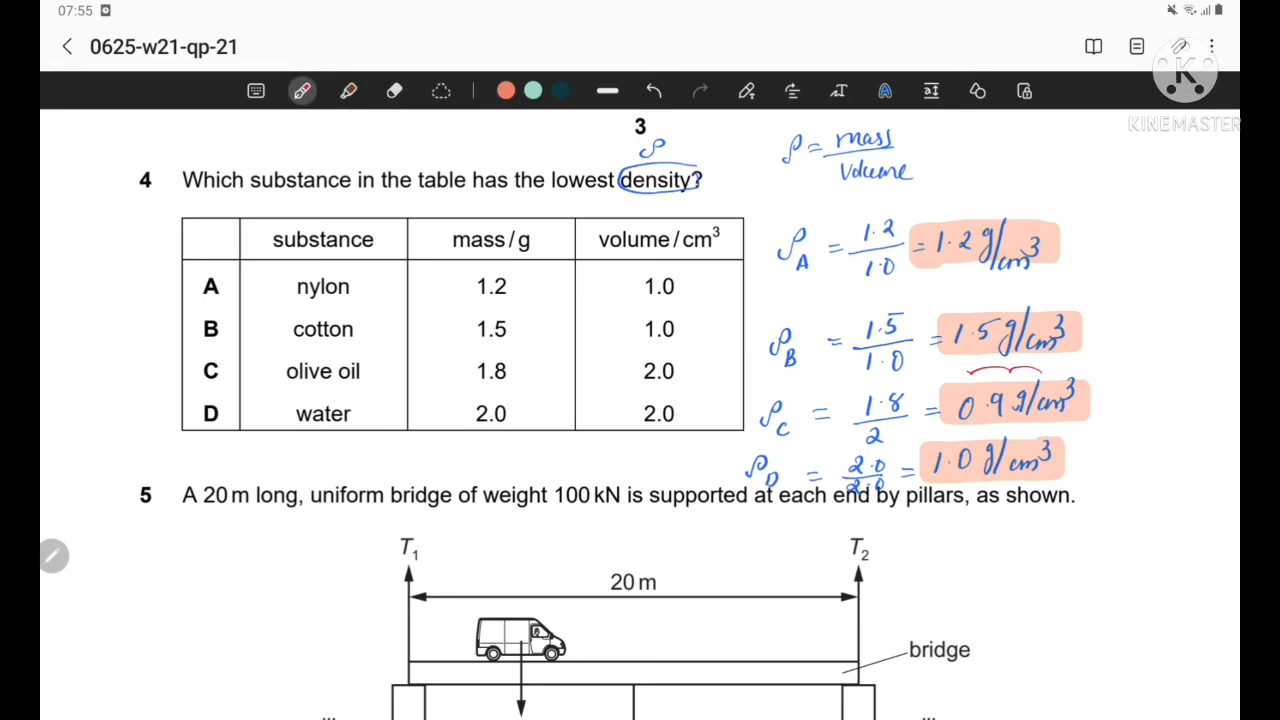 07:55
0625-w21-qp-21
KINEMASTER
3
ρ
4 Which substance in the table has the lowest density?
ρ = mass / volume
substance mass / g volume / cm³
A nylon 1.2 1.0
B cotton 1.5 1.0
C olive oil 1.8 2.0
D water 2.0 2.0
ρA = 1.2 / 1.0 = 1.2 g/cm³
ρB = 1.5 / 1.0 = 1.5 g/cm³
ρC = 1.8 / 2 = 0.9 g/cm³
ρD = 2.0 / 2.0 = 1.0 g/cm³
5 A 20 m long, uniform bridge of weight 100 kN is supported at each end by pillars, as shown.
T₁ T₂
20 m
bridge